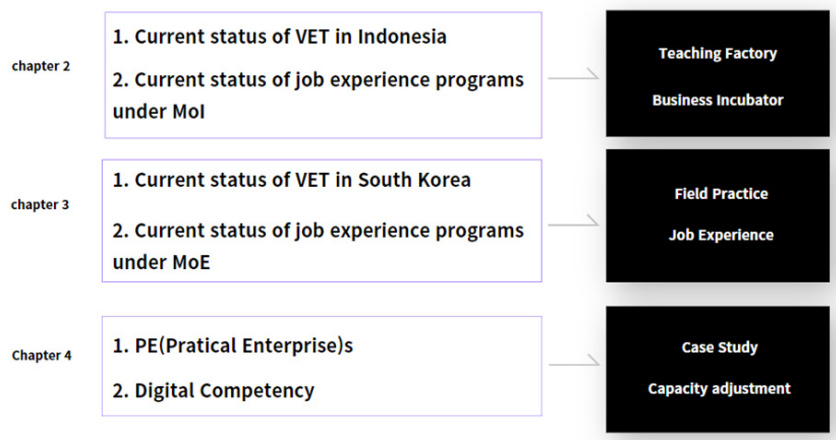 chapter 2
1. Current status of VET in Indonesia
2. Current status of job experience programs
under MoI
Teaching Factory
Business Incubator
chapter 3
1. Current status of VET in South Korea
2. Current status of job experience programs
under MoE
Field Practice
Job Experience
Chapter 4
1. PE(Pratical Enterprise)s
2. Digital Competency
Case Study
Capacity adjustment